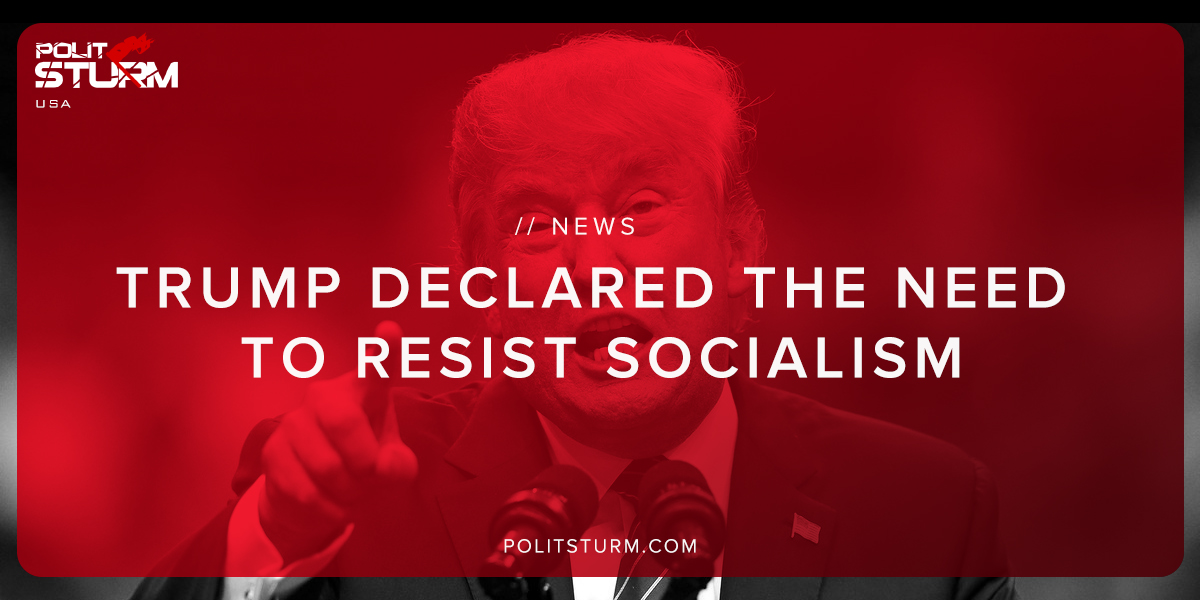 POLIT
STURM
USA
// NEWS
TRUMP DECLARED THE NEED
TO RESIST SOCIALISM
POLITSTURM.COM